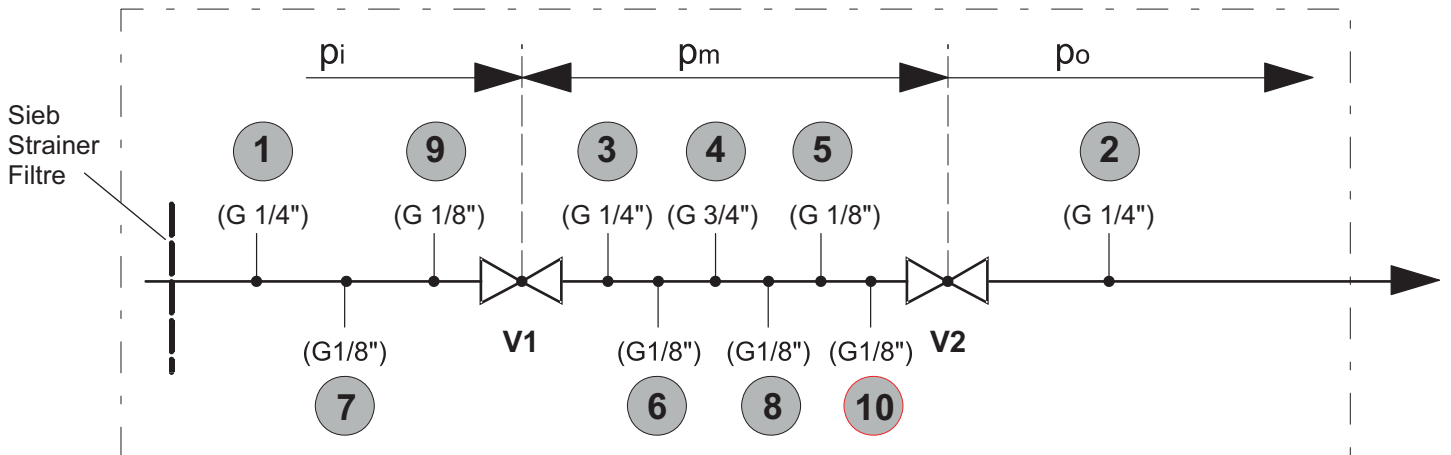 pi pm po
Sieb
Strainer
Filtre
1 9 3 4 5 2
(G 1/4") (G 1/8") (G 1/4") (G 3/4") (G 1/8") (G 1/4")
V1 V2
(G1/8") (G1/8") (G1/8") (G1/8")
7 6 8 10